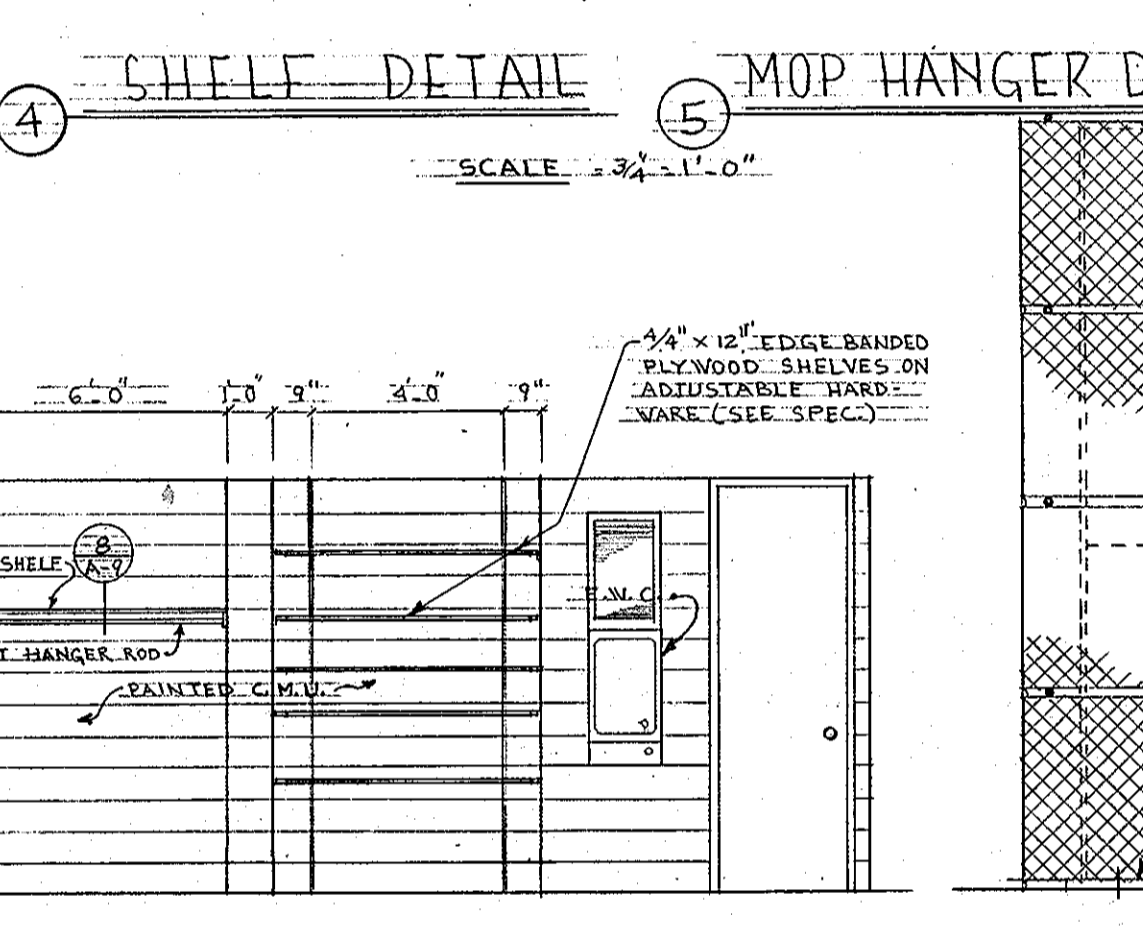 4 SHELF DETAIL
5 MOP HANGER D
SCALE = 3/4" = 1'-0"
4/4" x 12" EDGE BANDED
PLYWOOD SHELVES ON
ADJUSTABLE HARD-
WARE (SEE SPEC.)
6'-0" 1'-0" 9" 4'-0" 9"
8
A-9
SHELF
E.W.C.
T HANGER ROD
PAINTED C.M.U.